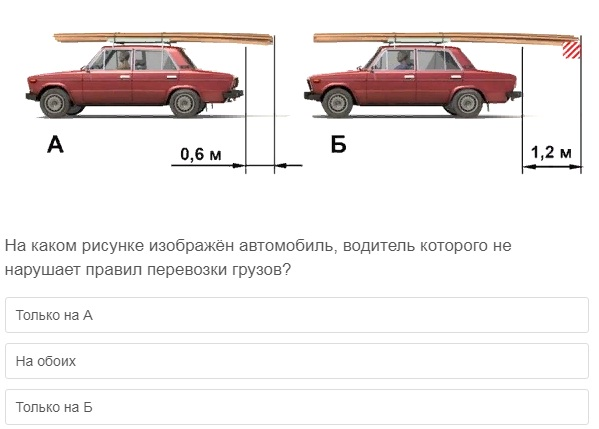 А
0,6 м
Б
1,2 м
На каком рисунке изображён автомобиль, водитель которого не
нарушает правил перевозки грузов?
Только на А
На обоих
Только на Б